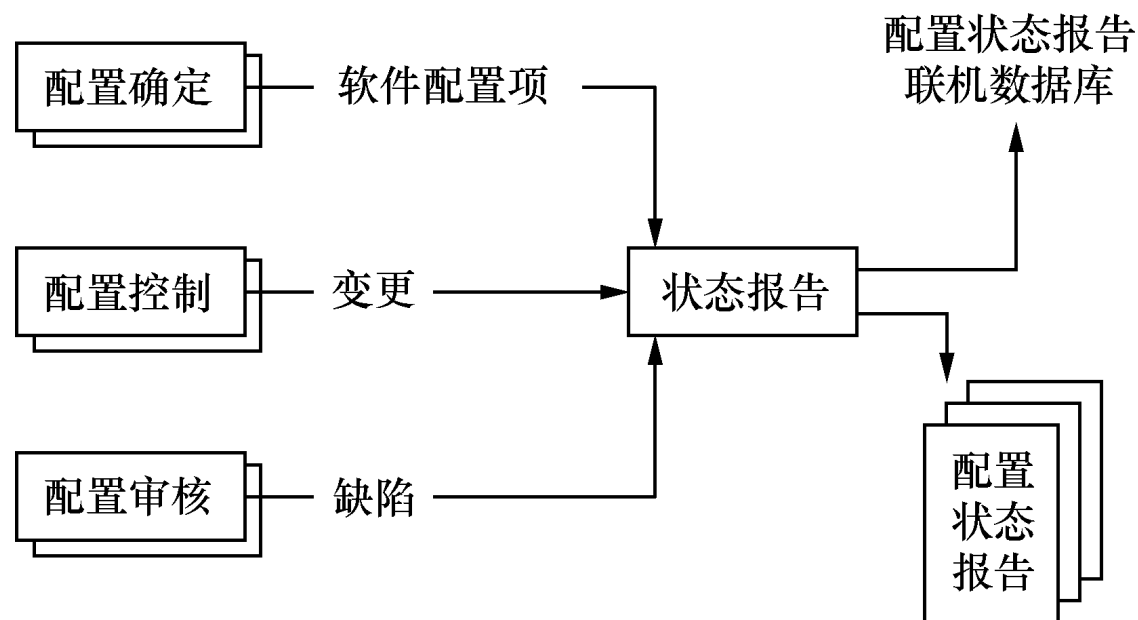 配置确定
软件配置项
配置状态报告
联机数据库
配置控制
变更
状态报告
配置审核
缺陷
配置
状态
报告